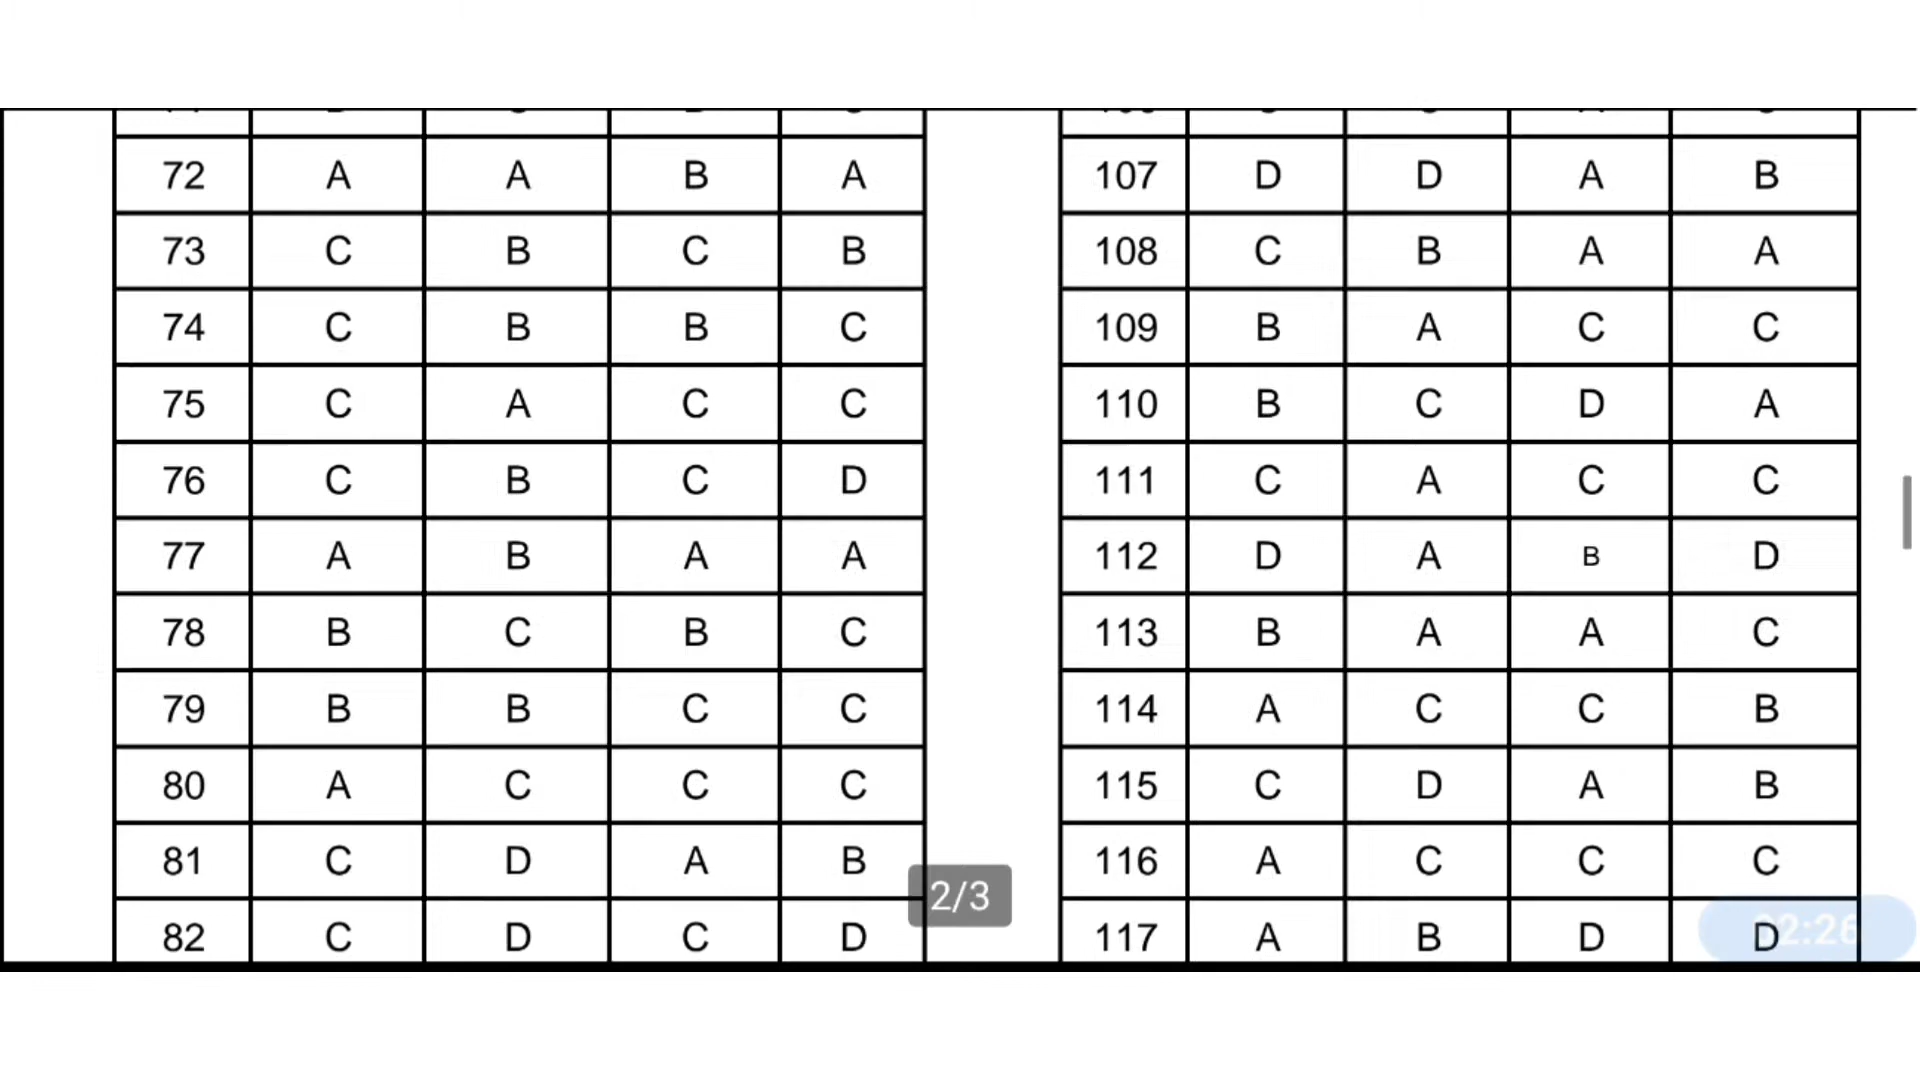 72 A A B A
73 C B C B
74 C B B C
75 C A C C
76 C B C D
77 A B A A
78 B C B C
79 B B C C
80 A C C C
81 C D A B
82 C D C D
107 D D A B
108 C B A A
109 B A C C
110 B C D A
111 C A C C
112 D A B D
113 B A A C
114 A C C B
115 C D A B
116 A C C C
117 A B D D
2/3